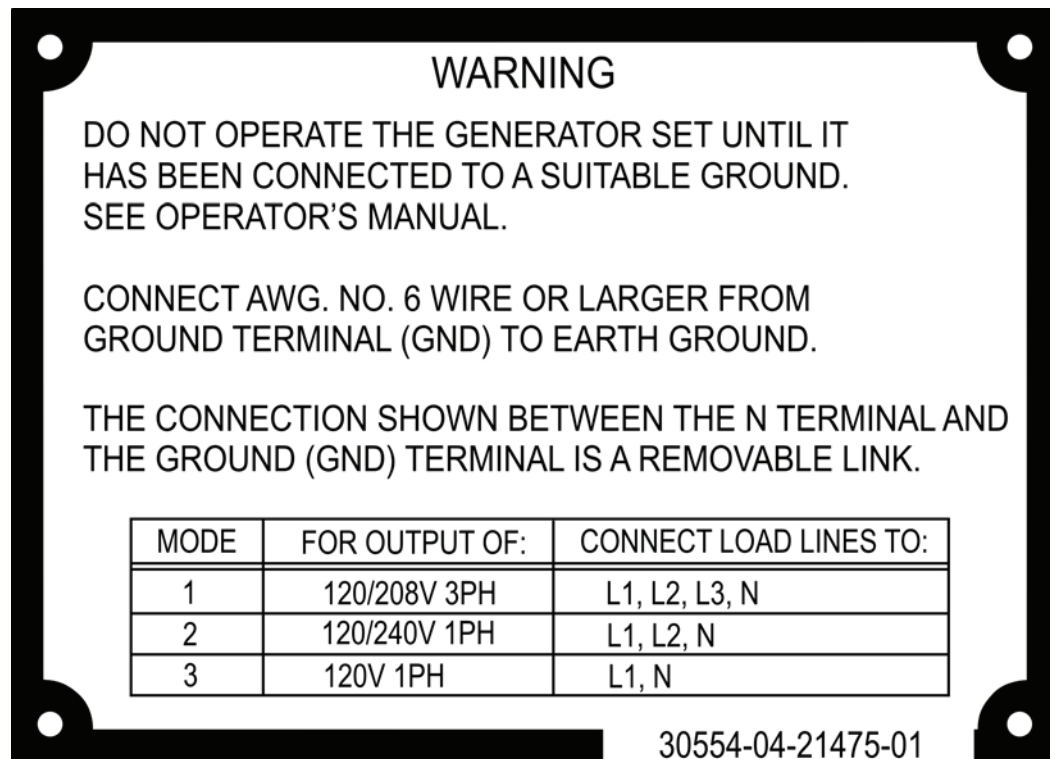 WARNING
DO NOT OPERATE THE GENERATOR SET UNTIL IT
HAS BEEN CONNECTED TO A SUITABLE GROUND.
SEE OPERATOR'S MANUAL.
CONNECT AWG. NO. 6 WIRE OR LARGER FROM
GROUND TERMINAL (GND) TO EARTH GROUND.
THE CONNECTION SHOWN BETWEEN THE N TERMINAL AND
THE GROUND (GND) TERMINAL IS A REMOVABLE LINK.
MODE FOR OUTPUT OF: CONNECT LOAD LINES TO:
1 120/208V 3PH L1, L2, L3, N
2 120/240V 1PH L1, L2, N
3 120V 1PH L1, N
30554-04-21475-01